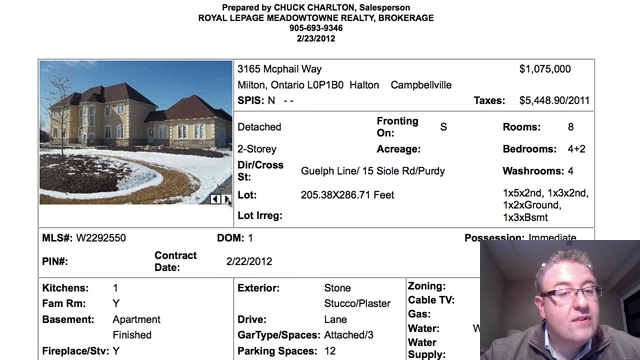 Prepared by CHUCK CHARLTON, Salesperson
ROYAL LEPAGE MEADOWTOWNE REALTY, BROKERAGE
905-693-9346
2/23/2012
3165 Mcphail Way $1,075,000
Milton, Ontario L0P1B0 Halton Campbellville
SPIS: N - - Taxes: $5,448.90/2011
Detached Fronting On: S Rooms: 8
2-Storey Acreage: Bedrooms: 4+2
Dir/Cross St: Guelph Line/ 15 Siole Rd/Purdy Washrooms: 4
Lot: 205.38X286.71 Feet 1x5x2nd, 1x3x2nd,
1x2xGround,
1x3xBsmt
Lot Irreg:
MLS#: W2292550 DOM: 1 Possession: Immediate
PIN#: Contract Date: 2/22/2012
Kitchens: 1 Exterior: Stone Zoning:
Fam Rm: Y Stucco/Plaster Cable TV:
Basement: Apartment Drive: Lane Gas:
Finished GarType/Spaces: Attached/3 Water:
Fireplace/Stv: Y Parking Spaces: 12 Water Supply: